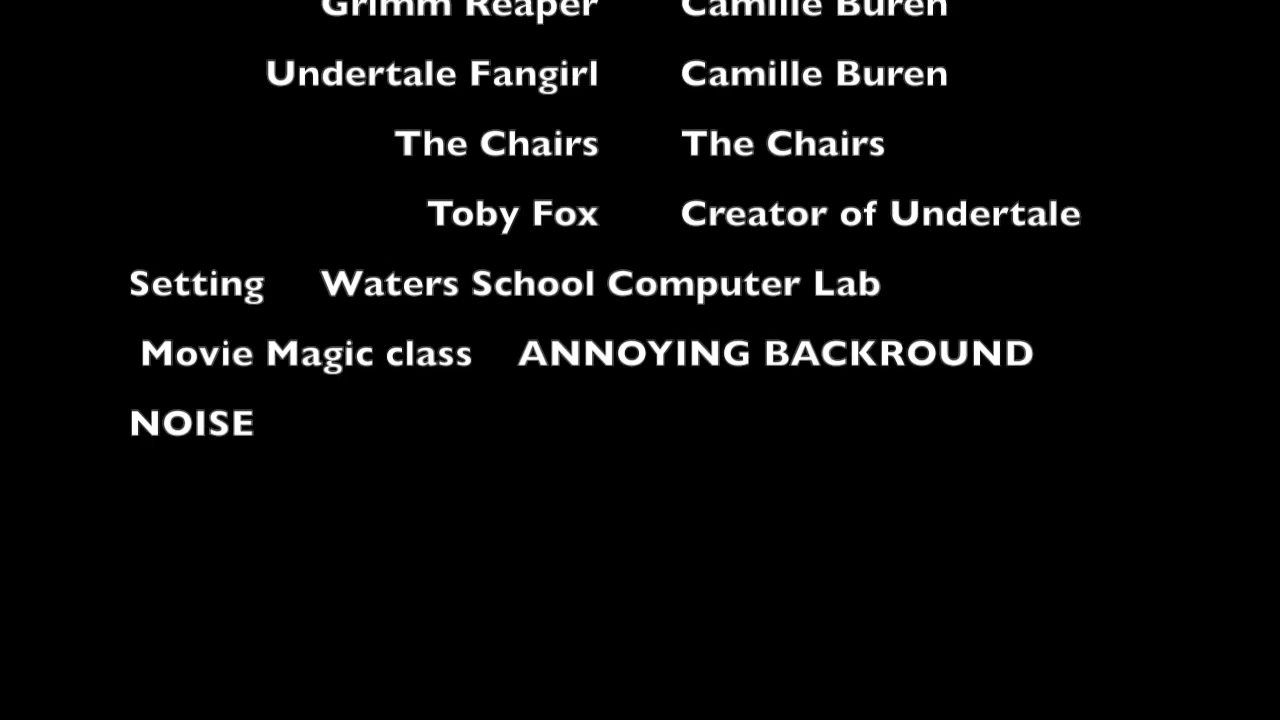 Grimm Reaper Camille Buren
Undertale Fangirl Camille Buren
The Chairs The Chairs
Toby Fox Creator of Undertale
Setting Waters School Computer Lab
Movie Magic class ANNOYING BACKROUND
NOISE